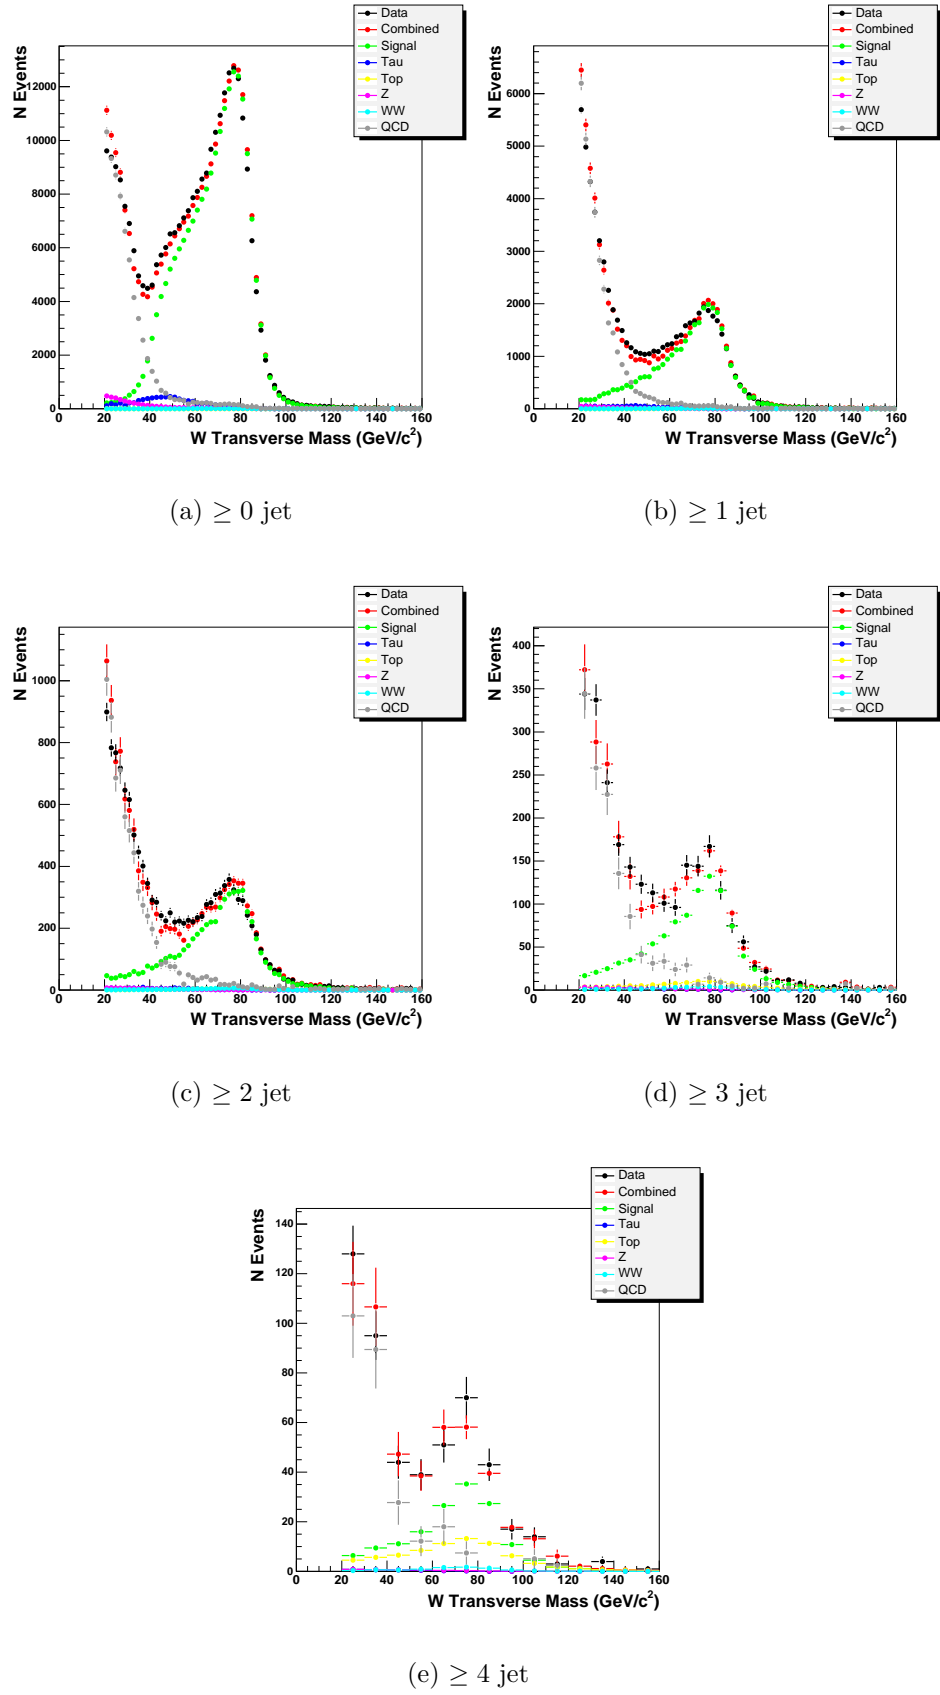 Data
Combined
Signal
Tau
Top
Z
WW
QCD
N Events
12000
10000
8000
6000
4000
2000
0
0 20 40 60 80 100 120 140 160
W Transverse Mass (GeV/c²)
(a) ≥ 0 jet
Data
Combined
Signal
Tau
Top
Z
WW
QCD
N Events
6000
5000
4000
3000
2000
1000
0
0 20 40 60 80 100 120 140 160
W Transverse Mass (GeV/c²)
(b) ≥ 1 jet
Data
Combined
Signal
Tau
Top
Z
WW
QCD
N Events
1000
800
600
400
200
0
0 20 40 60 80 100 120 140 160
W Transverse Mass (GeV/c²)
(c) ≥ 2 jet
Data
Combined
Signal
Tau
Top
Z
WW
QCD
N Events
400
350
300
250
200
150
100
50
0
0 20 40 60 80 100 120 140 160
W Transverse Mass (GeV/c²)
(d) ≥ 3 jet
Data
Combined
Signal
Tau
Top
Z
WW
QCD
N Events
140
120
100
80
60
40
20
0
0 20 40 60 80 100 120 140 160
W Transverse Mass (GeV/c²)
(e) ≥ 4 jet